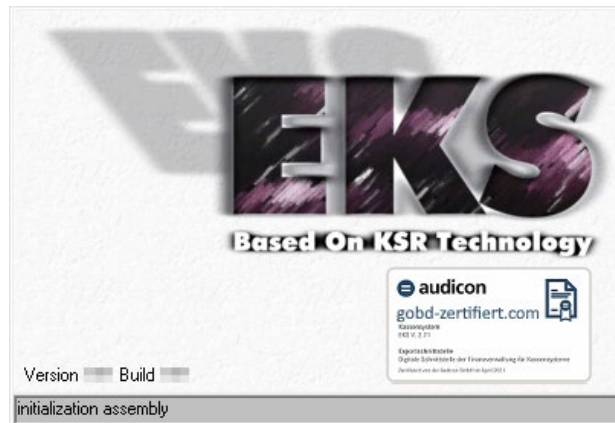 EKS
Based On KSR Technology
audicon
gobd-zertifiert.com
Kassensystem
EKS V. 2.71
Exportschnittstelle
Digitale Schnittstelle der Finanzverwaltung für Kassensysteme
Version Build
initialization assembly